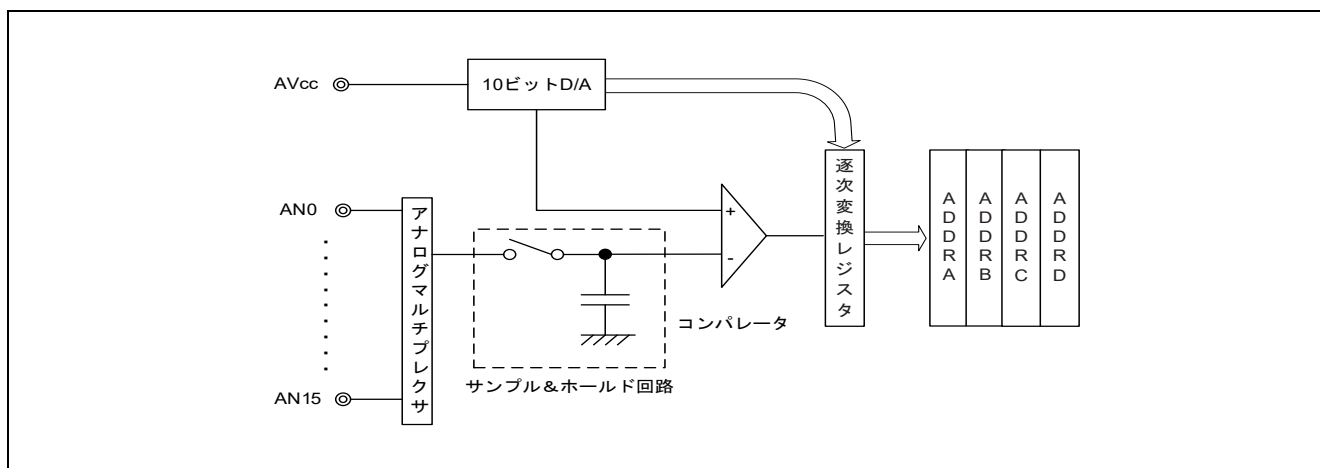 AVcc
10ビットD/A
AN0
アナログマルチプレクサ
AN15
+
-
コンパレータ
サンプル&ホールド回路
逐次変換レジスタ
ADDRA
ADDRB
ADDRC
ADDRD